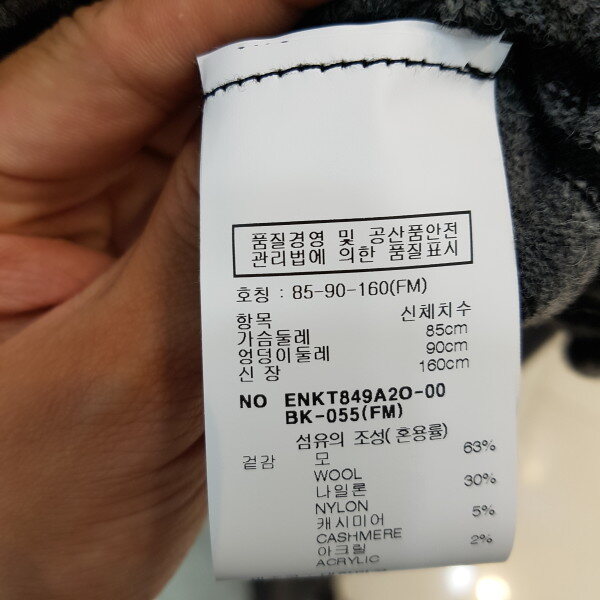 품질경영 및 공산품안전
관리법에 의한 품질표시
호칭 : 85-90-160(FM)
항목 신체치수
가슴둘레 85cm
엉덩이둘레 90cm
신 장 160cm
NO ENKT849A2O-00
BK-055(FM)
섬유의 조성(혼용률)
겉감 모 63%
WOOL
나일론 30%
NYLON
캐시미어 5%
CASHMERE
아크릴 2%
ACRYLIC